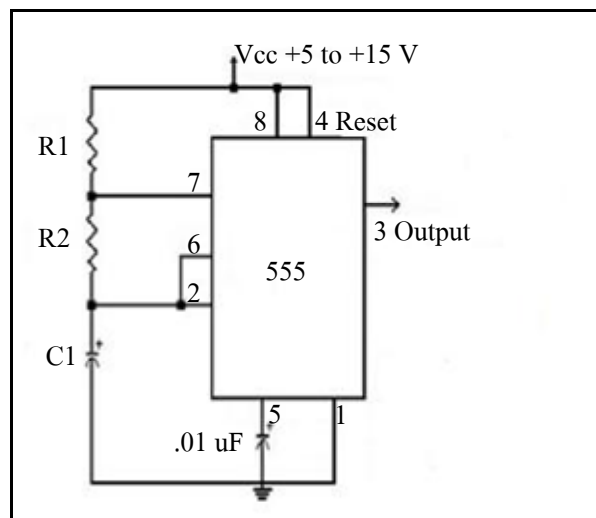 Vcc +5 to +15 V
8
4 Reset
R1
7
3 Output
R2
6
555
2
C1
5
1
.01 uF
+
+